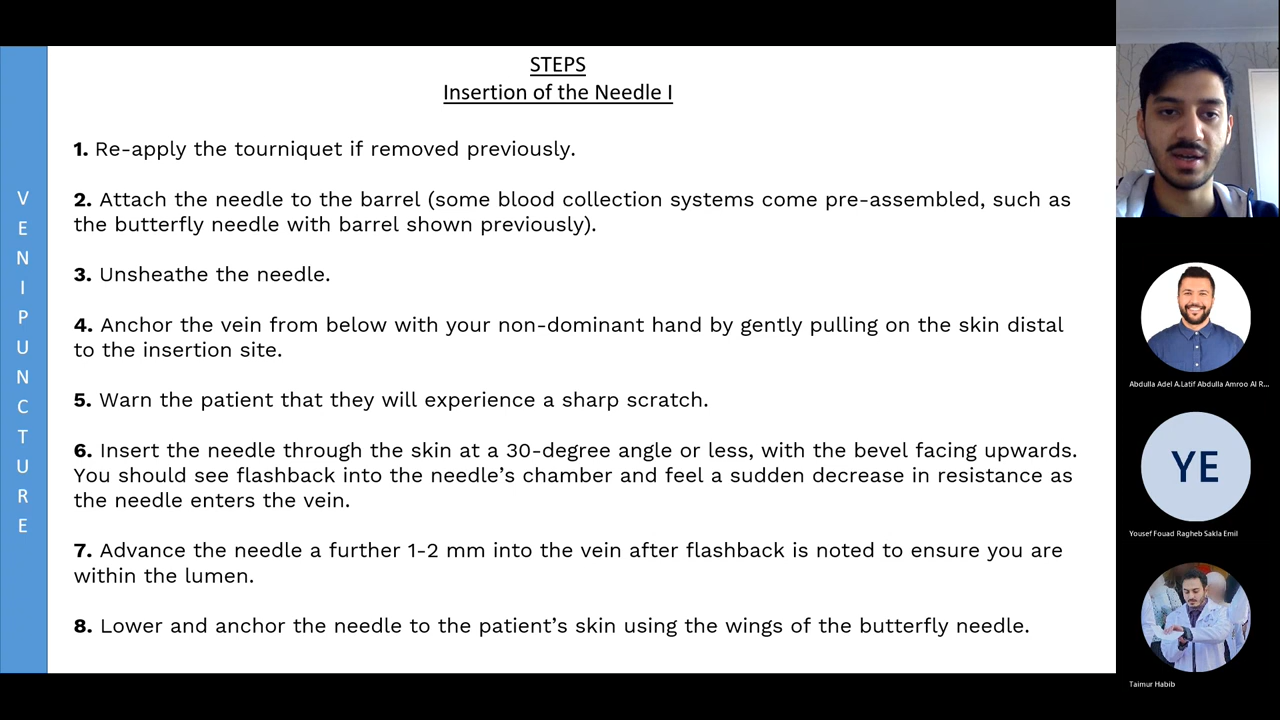 VENIPUNCTURE
STEPS
Insertion of the Needle I
1. Re-apply the tourniquet if removed previously.
2. Attach the needle to the barrel (some blood collection systems come pre-assembled, such as
the butterfly needle with barrel shown previously).
3. Unsheathe the needle.
4. Anchor the vein from below with your non-dominant hand by gently pulling on the skin distal
to the insertion site.
5. Warn the patient that they will experience a sharp scratch.
6. Insert the needle through the skin at a 30-degree angle or less, with the bevel facing upwards.
You should see flashback into the needle’s chamber and feel a sudden decrease in resistance as
the needle enters the vein.
7. Advance the needle a further 1-2 mm into the vein after flashback is noted to ensure you are
within the lumen.
8. Lower and anchor the needle to the patient’s skin using the wings of the butterfly needle.
Abdulla Adel A.Latif Abdulla Amroo Al R...
YE
Yousef Fouad Ragheb Sakla Emil
Taimur Habib